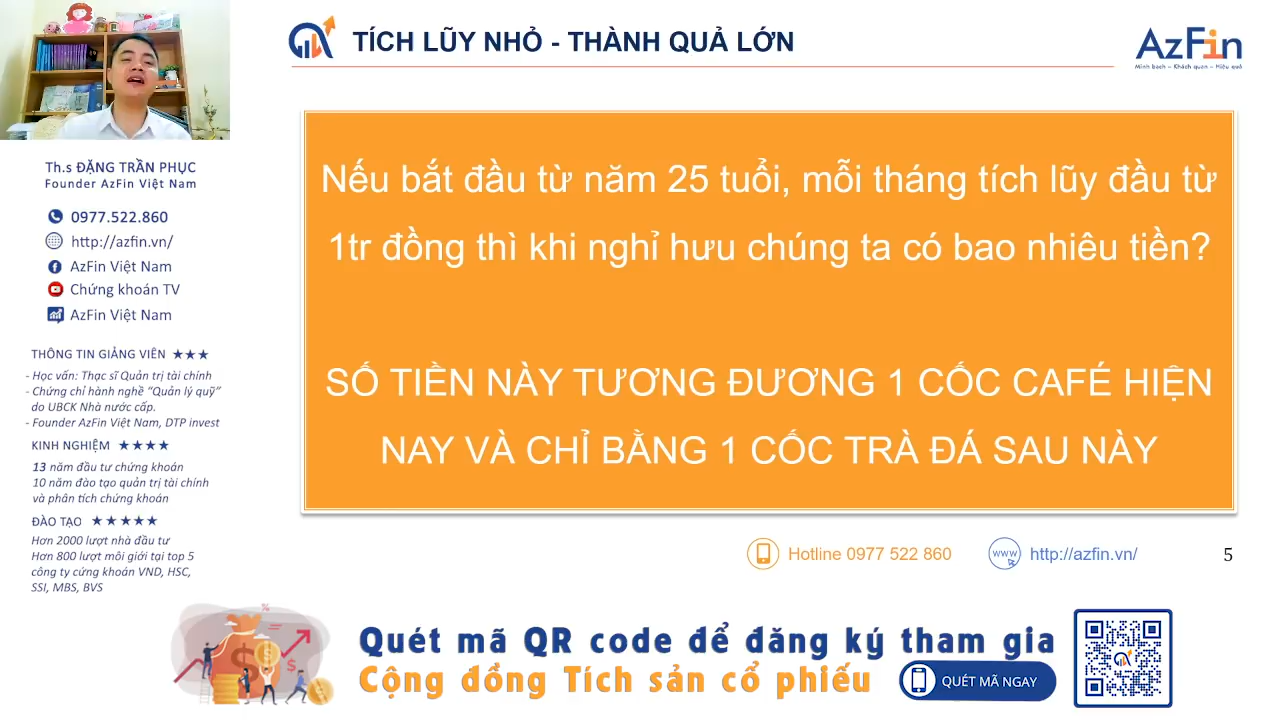 TÍCH LŨY NHỎ - THÀNH QUẢ LỚN
AzFin
Minh bạch – Khách quan – Hiệu quả
Th.s ĐẶNG TRẦN PHỤC
Founder AzFin Việt Nam
0977.522.860
http://azfin.vn/
AzFin Việt Nam
Chứng khoán TV
AzFin Việt Nam
THÔNG TIN GIẢNG VIÊN ★★★
- Học vấn: Thạc sĩ Quản trị tài chính
- Chứng chỉ hành nghề "Quản lý quỹ"
do UBCK Nhà nước cấp.
- Founder AzFin Việt Nam, DTP invest
KINH NGHIỆM ★★★★
13 năm đầu tư chứng khoán
10 năm đào tạo quản trị tài chính
và phân tích chứng khoán
ĐÀO TẠO ★★★★★
Hơn 2000 lượt nhà đầu tư
Hơn 800 lượt môi giới tại top 5
công ty cứng khoán VND, HSC,
SSI, MBS, BVS
Nếu bắt đầu từ năm 25 tuổi, mỗi tháng tích lũy đầu từ
1tr đồng thì khi nghỉ hưu chúng ta có bao nhiêu tiền?
SỐ TIỀN NÀY TƯƠNG ĐƯƠNG 1 CỐC CAFÉ HIỆN
NAY VÀ CHỈ BẰNG 1 CỐC TRÀ ĐÁ SAU NÀY
Hotline 0977 522 860
www
http://azfin.vn/
5
Quét mã QR code để đăng ký tham gia
Cộng đồng Tích sản cổ phiếu
QUÉT MÃ NGAY